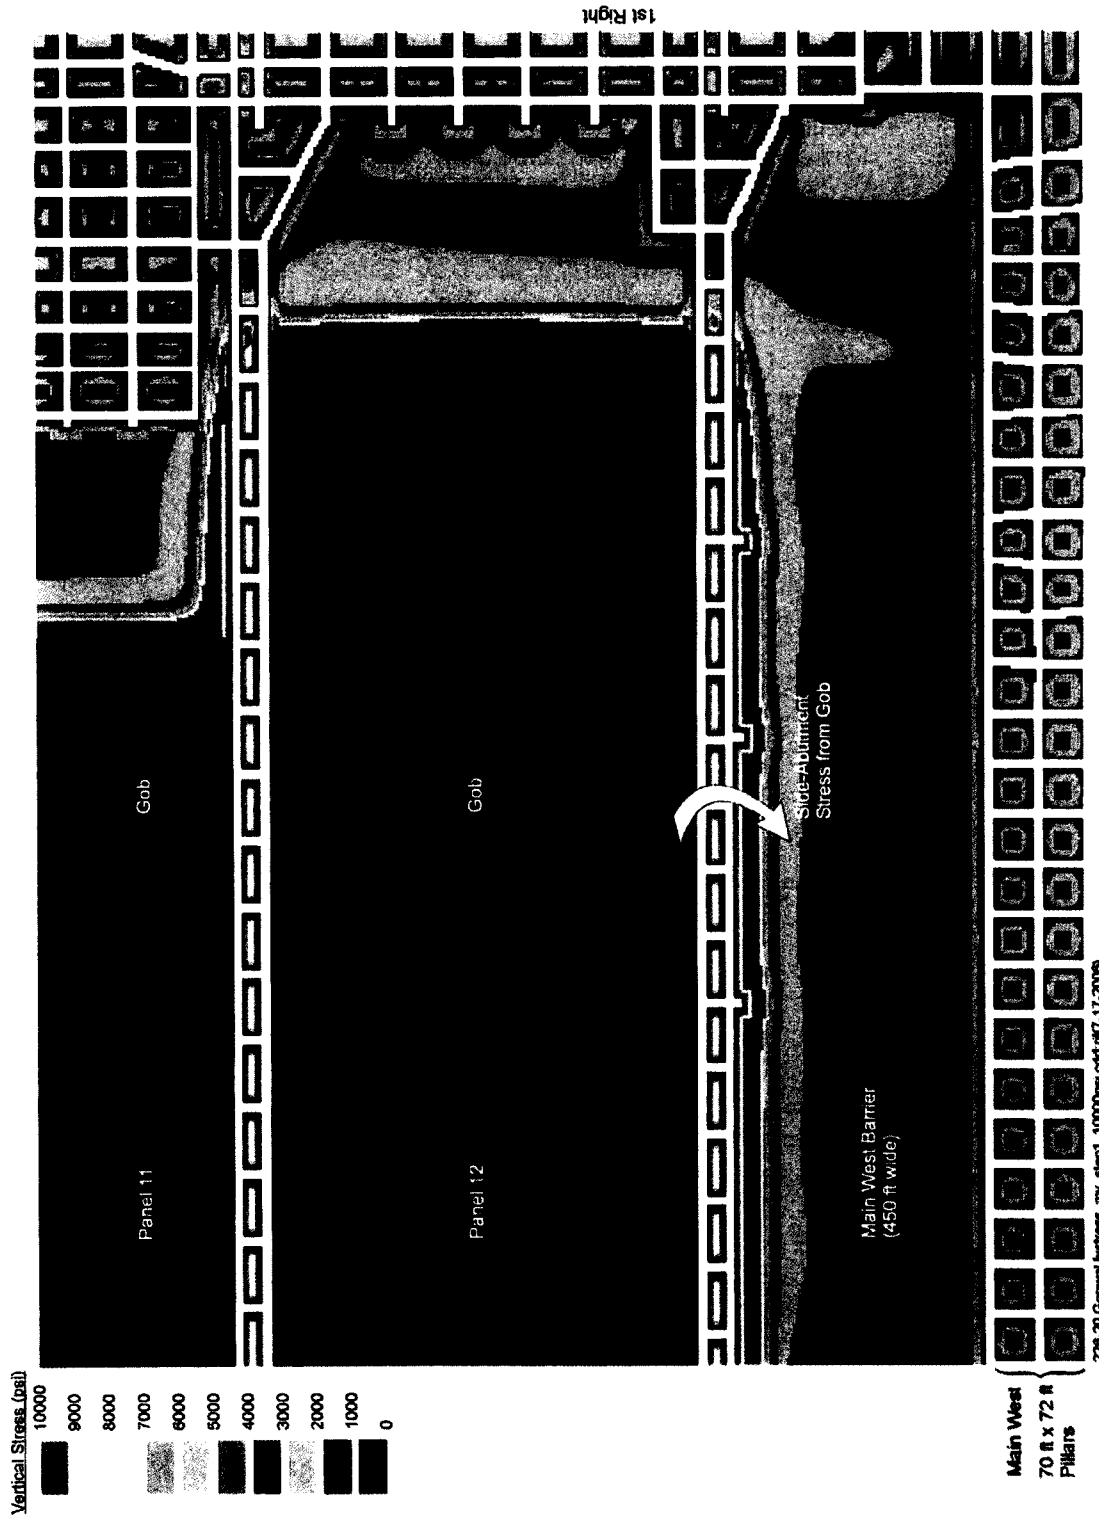 1st Right
Vertical Stress (psi)
10000
9000
8000
7000
6000
5000
4000
3000
2000
1000
0
Panel 11
Gob
Panel 12
Gob
Side-Abutment
Stress from Gob
Main West Barrier
(450 ft wide)
Main West
70 ft x 72 ft
Pillars